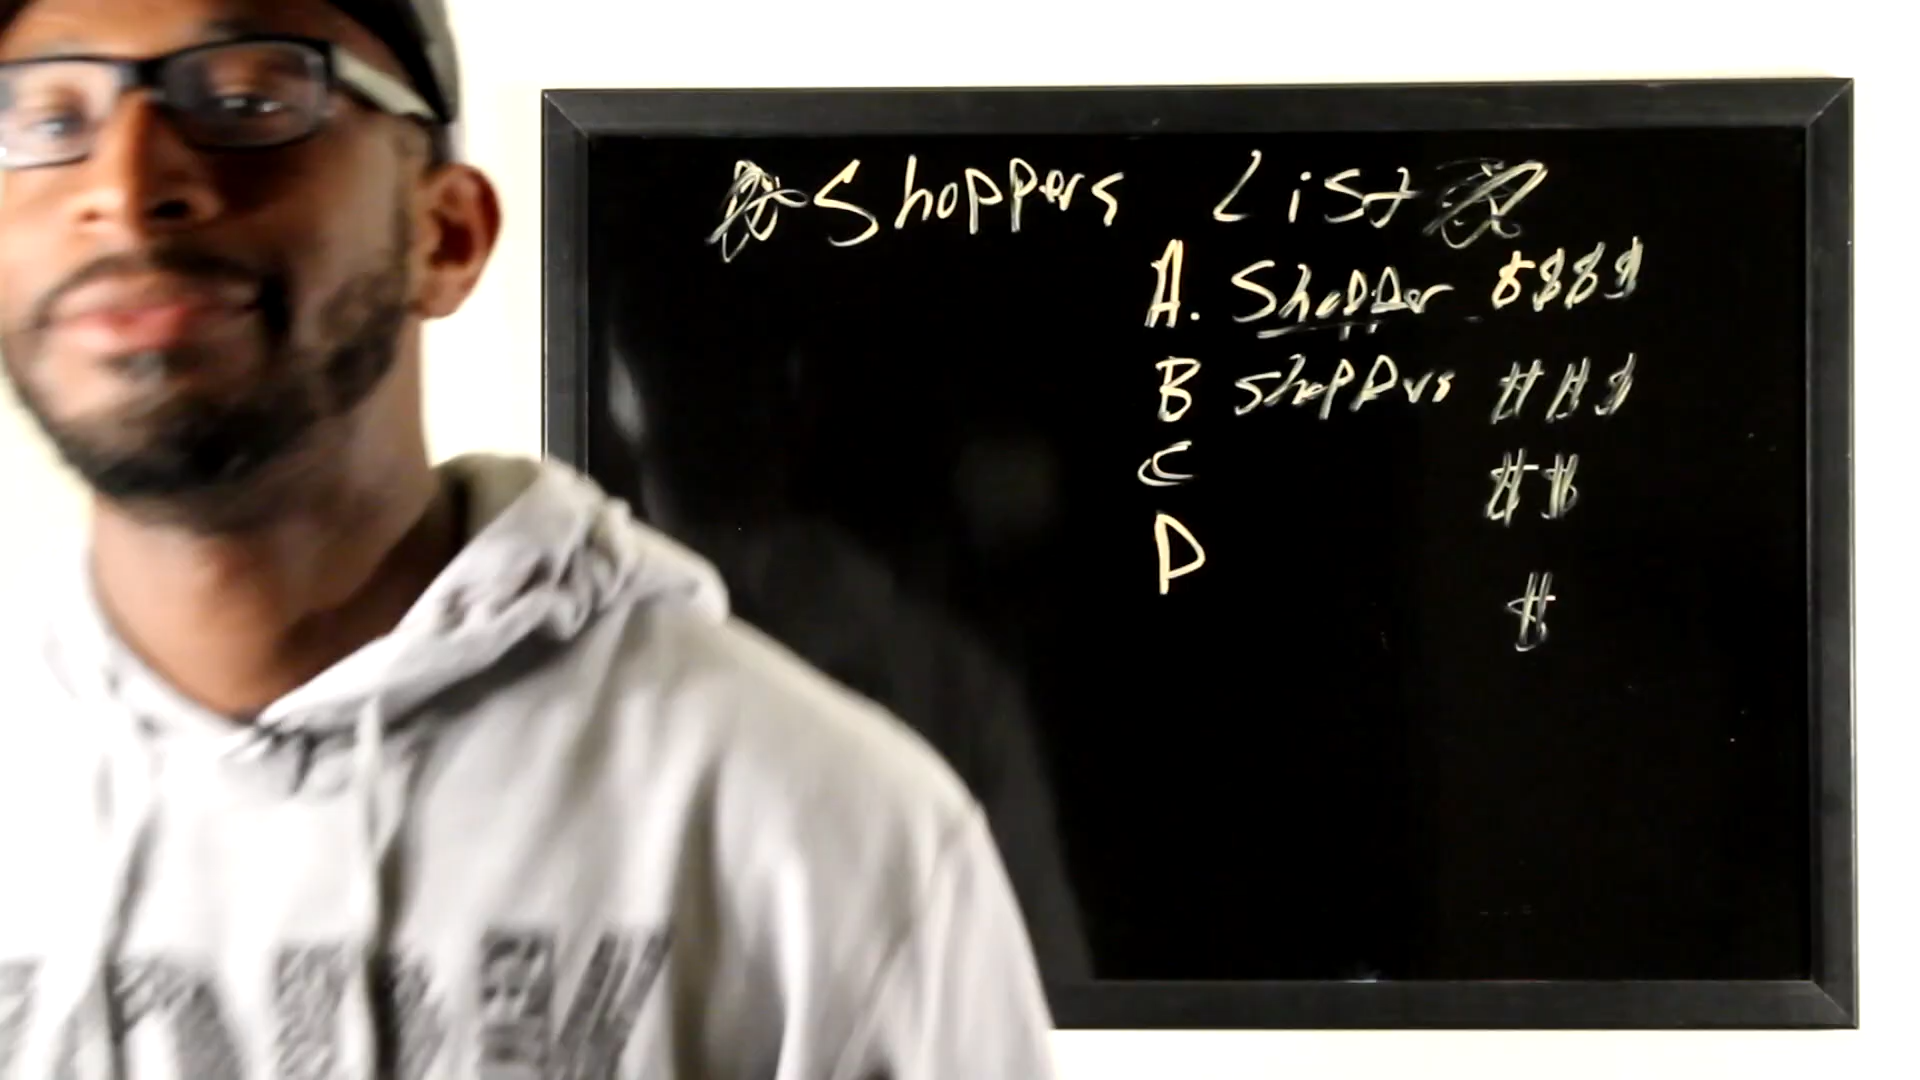 Shoppers List
A. Shopper $$$$
B Shoppers $$$
C $$
D
$